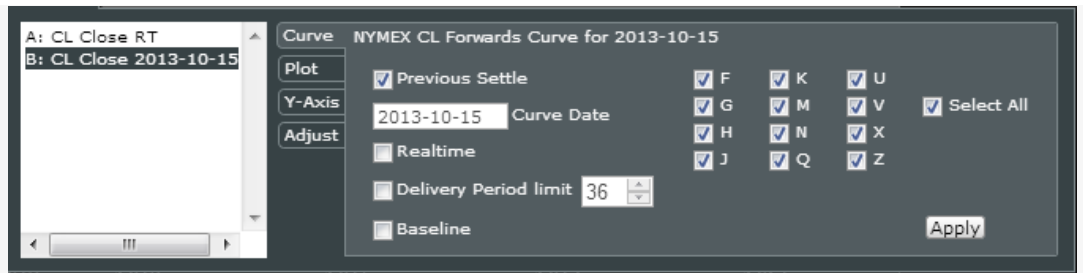 A: CL Close RT
B: CL Close 2013-10-15
Curve
Plot
Y-Axis
Adjust
NYMEX CL Forwards Curve for 2013-10-15
Previous Settle
2013-10-15 Curve Date
Realtime
Delivery Period limit 36
Baseline
F K U
G M V
H N X
J Q Z
Select All
Apply